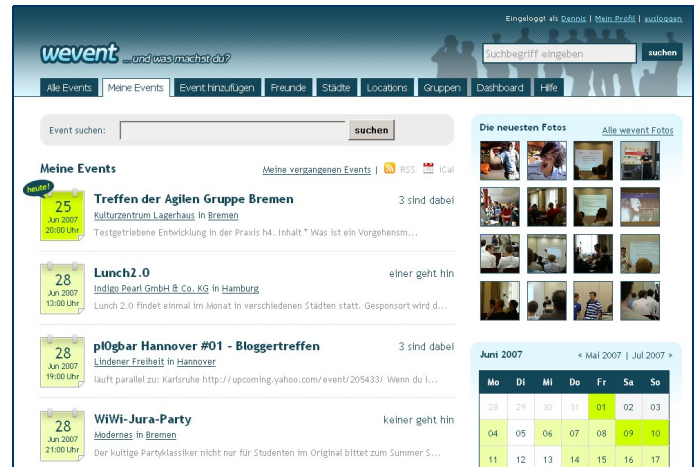 Eingeloggt als Dennis | Mein Profil | ausloggen
wevent ...und was machst du?
Suchbegriff eingeben
suchen
Alle Events Meine Events Event hinzufügen Freunde Städte Locations Gruppen Dashboard Hilfe
Event suchen: suchen
Die neuesten Fotos Alle wevent Fotos
Meine Events Meine vergangenen Events | RSS iCal
heute!
25
Jun 2007
20:00 Uhr
Treffen der Agilen Gruppe Bremen 3 sind dabei
Kulturzentrum Lagerhaus in Bremen
Testgetriebene Entwicklung in der Praxis h4. Inhalt * Was ist ein Vorgehensm...
28
Jun 2007
13:00 Uhr
Lunch2.0 einer geht hin
Indigo Pearl GmbH & Co. KG in Hamburg
Lunch 2.0 findet einmal im Monat in verschiedenen Städten statt. Gesponsort wird d...
28
Jun 2007
19:00 Uhr
pl0gbar Hannover #01 - Bloggertreffen 3 sind dabei
Lindener Freiheit in Hannover
läuft parallel zu: Karlsruhe http://upcoming.yahoo.com/event/205433/ Wenn du i...
28
Jun 2007
21:00 Uhr
WiWi-Jura-Party keiner geht hin
Modernes in Bremen
Der kultige Partyklassiker nicht nur für Studenten im Original bittet zum Summer S...
Juni 2007 « Mai 2007 | Jul 2007 »
Mo Di Mi Do Fr Sa So
28 29 30 31 01 02 03
04 05 06 07 08 09 10
11 12 13 14 15 16 17